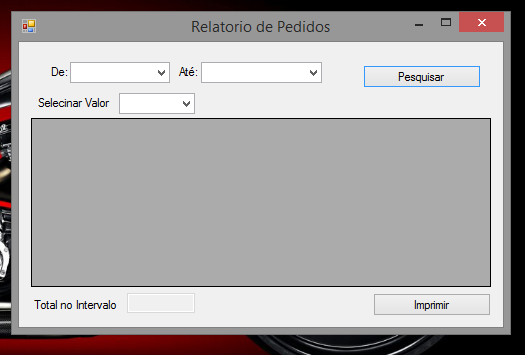 Relatorio de Pedidos
De: Até: Pesquisar
Selecinar Valor
Total no Intervalo Imprimir